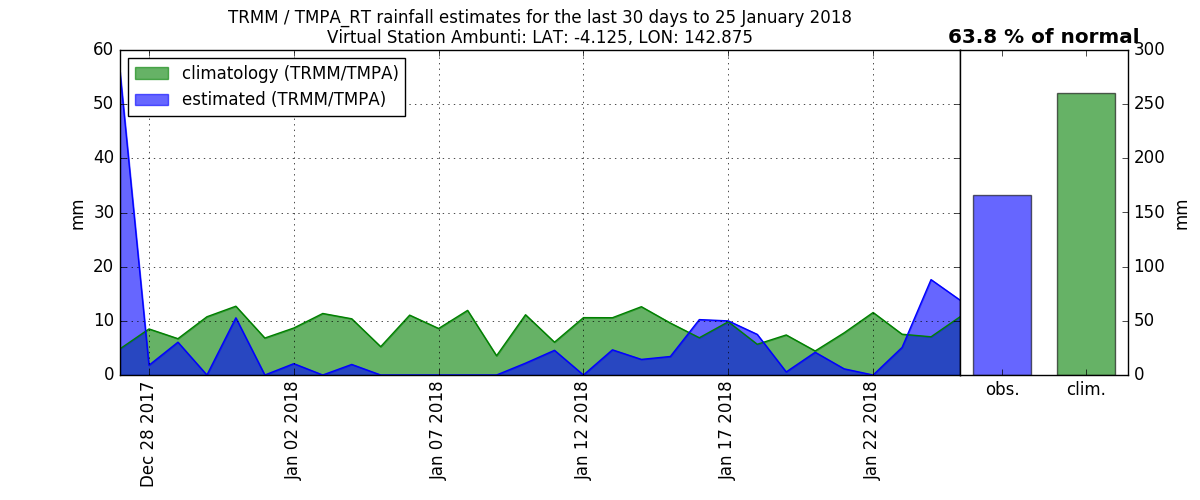 TRMM / TMPA_RT rainfall estimates for the last 30 days to 25 January 2018
Virtual Station Ambunti: LAT: -4.125, LON: 142.875
63.8 % of normal
climatology (TRMM/TMPA)
estimated (TRMM/TMPA)
60
50
40
30
20
10
0
mm
300
250
200
150
100
50
0
mm
Dec 28 2017
Jan 02 2018
Jan 07 2018
Jan 12 2018
Jan 17 2018
Jan 22 2018
obs.
clim.